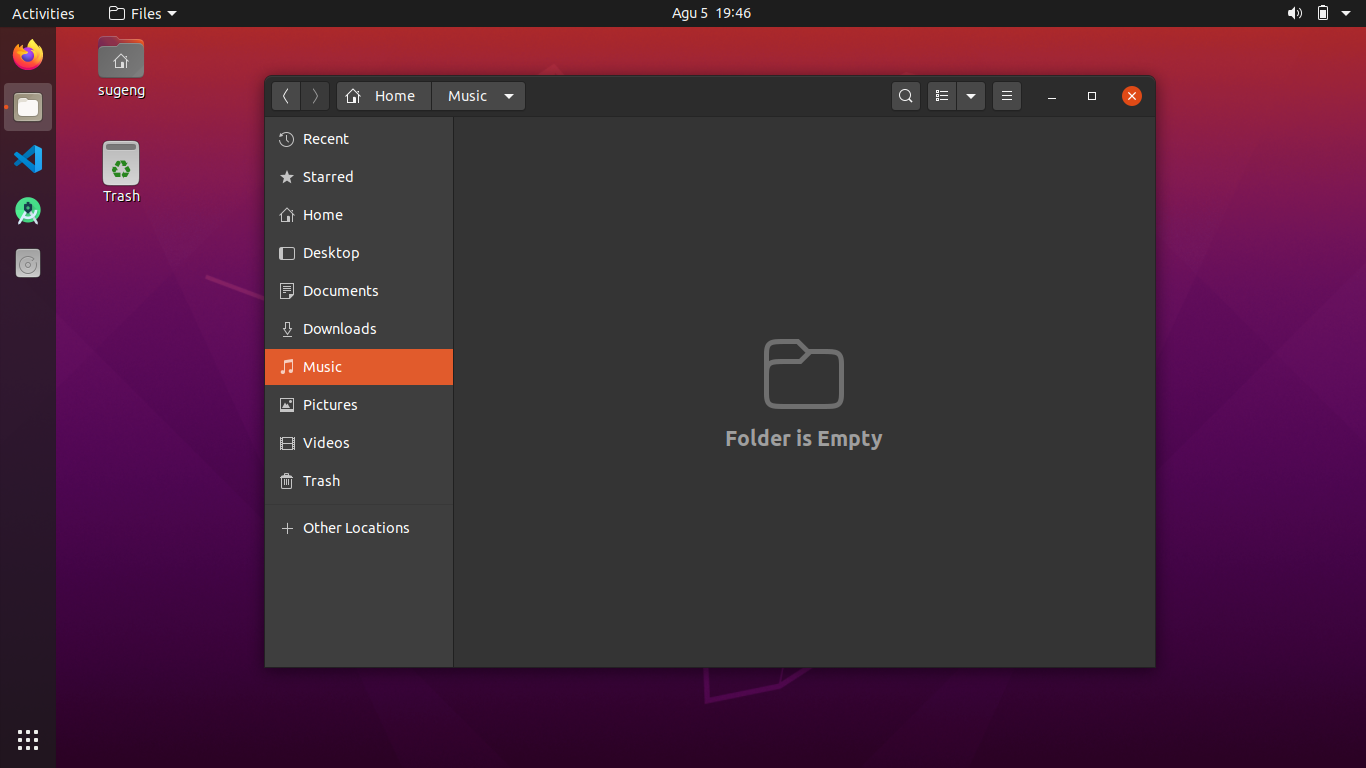 Activities Files Agu 5 19:46
sugeng
Trash
Home Music
Recent
Starred
Home
Desktop
Documents
Downloads
Music
Pictures
Videos
Trash
Other Locations
Folder is Empty